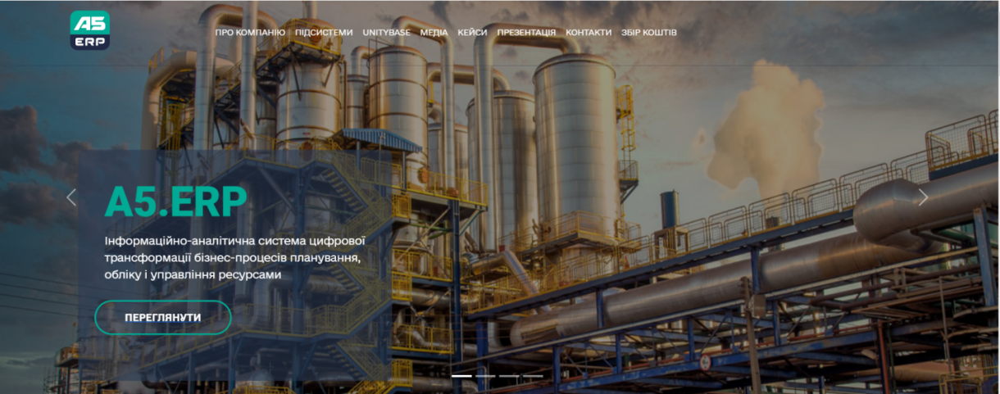 A5
ERP
ПРО КОМПАНІЮ ПІДСИСТЕМИ UNITYBASE МЕДІА КЕЙСИ ПРЕЗЕНТАЦІЯ КОНТАКТИ ЗБІР КОШТІВ
A5.ERP
Інформаційно-аналітична система цифрової
трансформації бізнес-процесів планування,
обліку і управління ресурсами
ПЕРЕГЛЯНУТИ